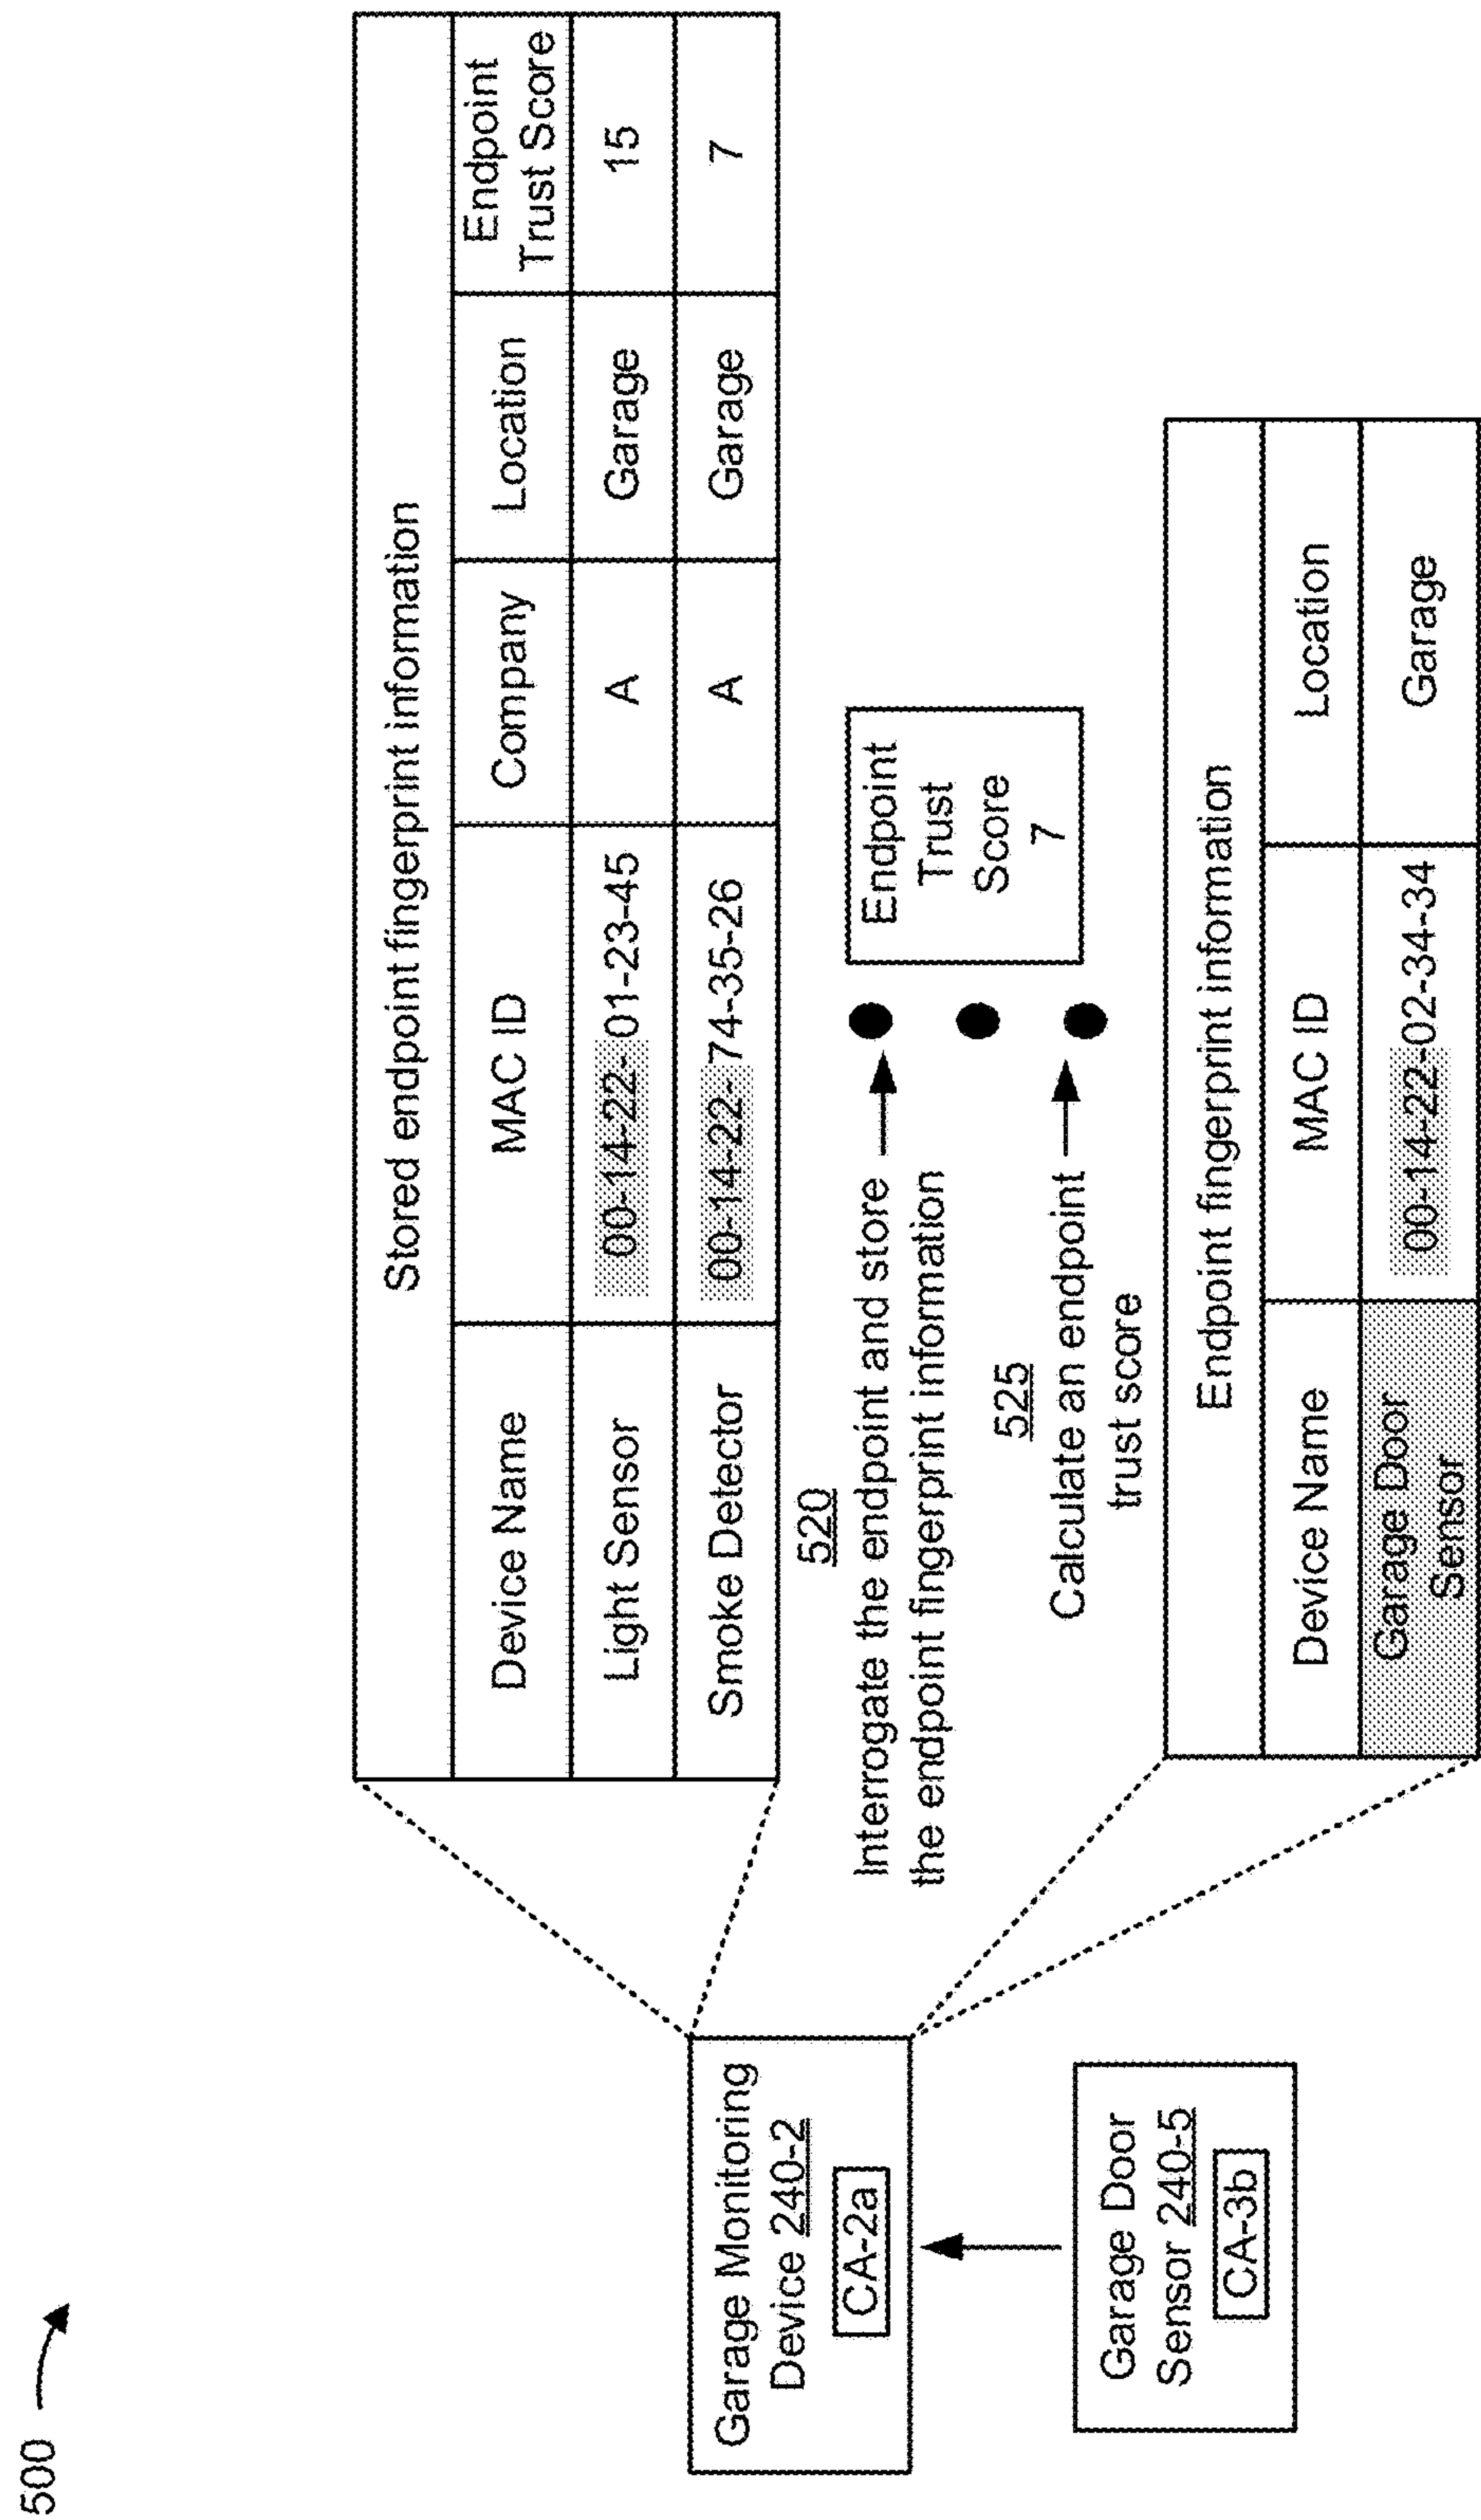 500
Garage Monitoring
Device 240-2
CA-2a
Garage Door
Sensor 240-5
CA-3b
Stored endpoint fingerprint information
Device Name MAC ID Company Location Endpoint
Trust Score
Light Sensor 00-14-22-01-23-45 A Garage 15
Smoke Detector 00-14-22-74-35-26 A Garage 7
520
Interrogate the endpoint and store
the endpoint fingerprint information
525
Calculate an endpoint
trust score
Endpoint
Trust
Score
7
Endpoint fingerprint information
Device Name MAC ID Location
Garage Door
Sensor 00-14-22-02-34-34 Garage